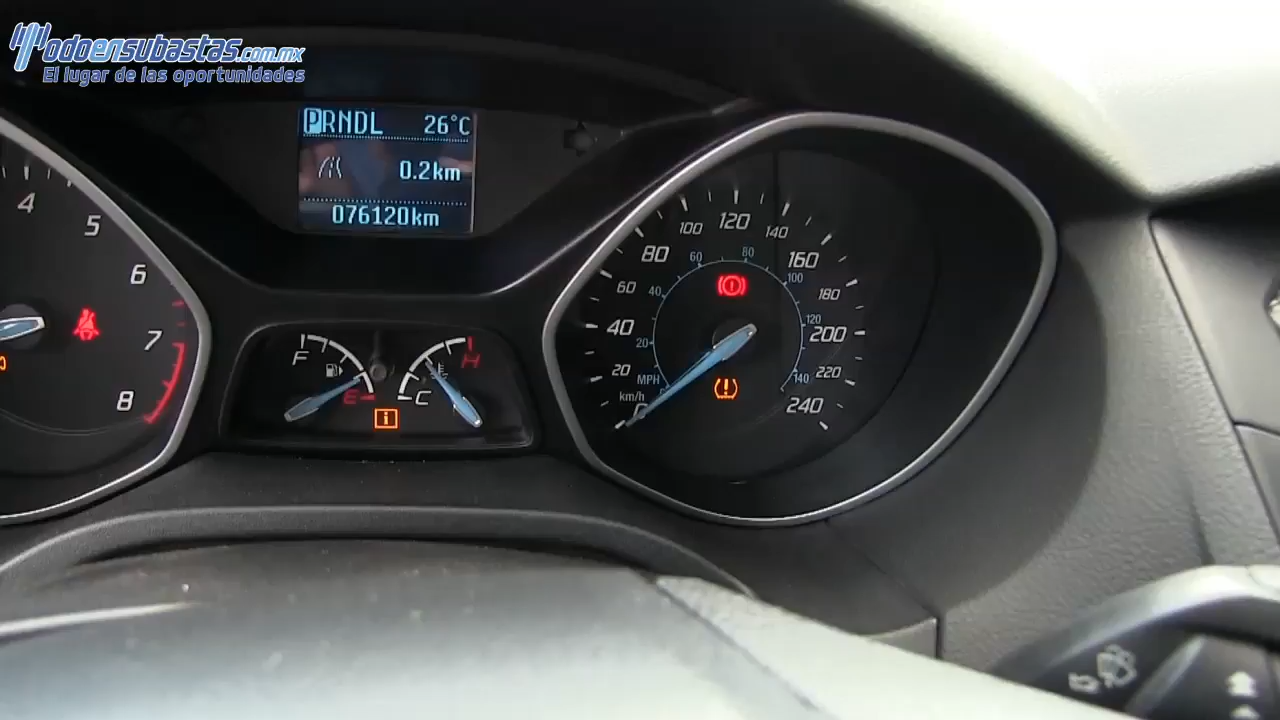 Todoensubastas.com.mx
El lugar de las oportunidades
PRNDL 26°C
0.2km
076120km
4
5
6
7
8
F
E
i
H
C
0
20
40
60
80
100
120
140
160
180
200
220
240
km/h
MPH
20
40
60
80
100
120
140